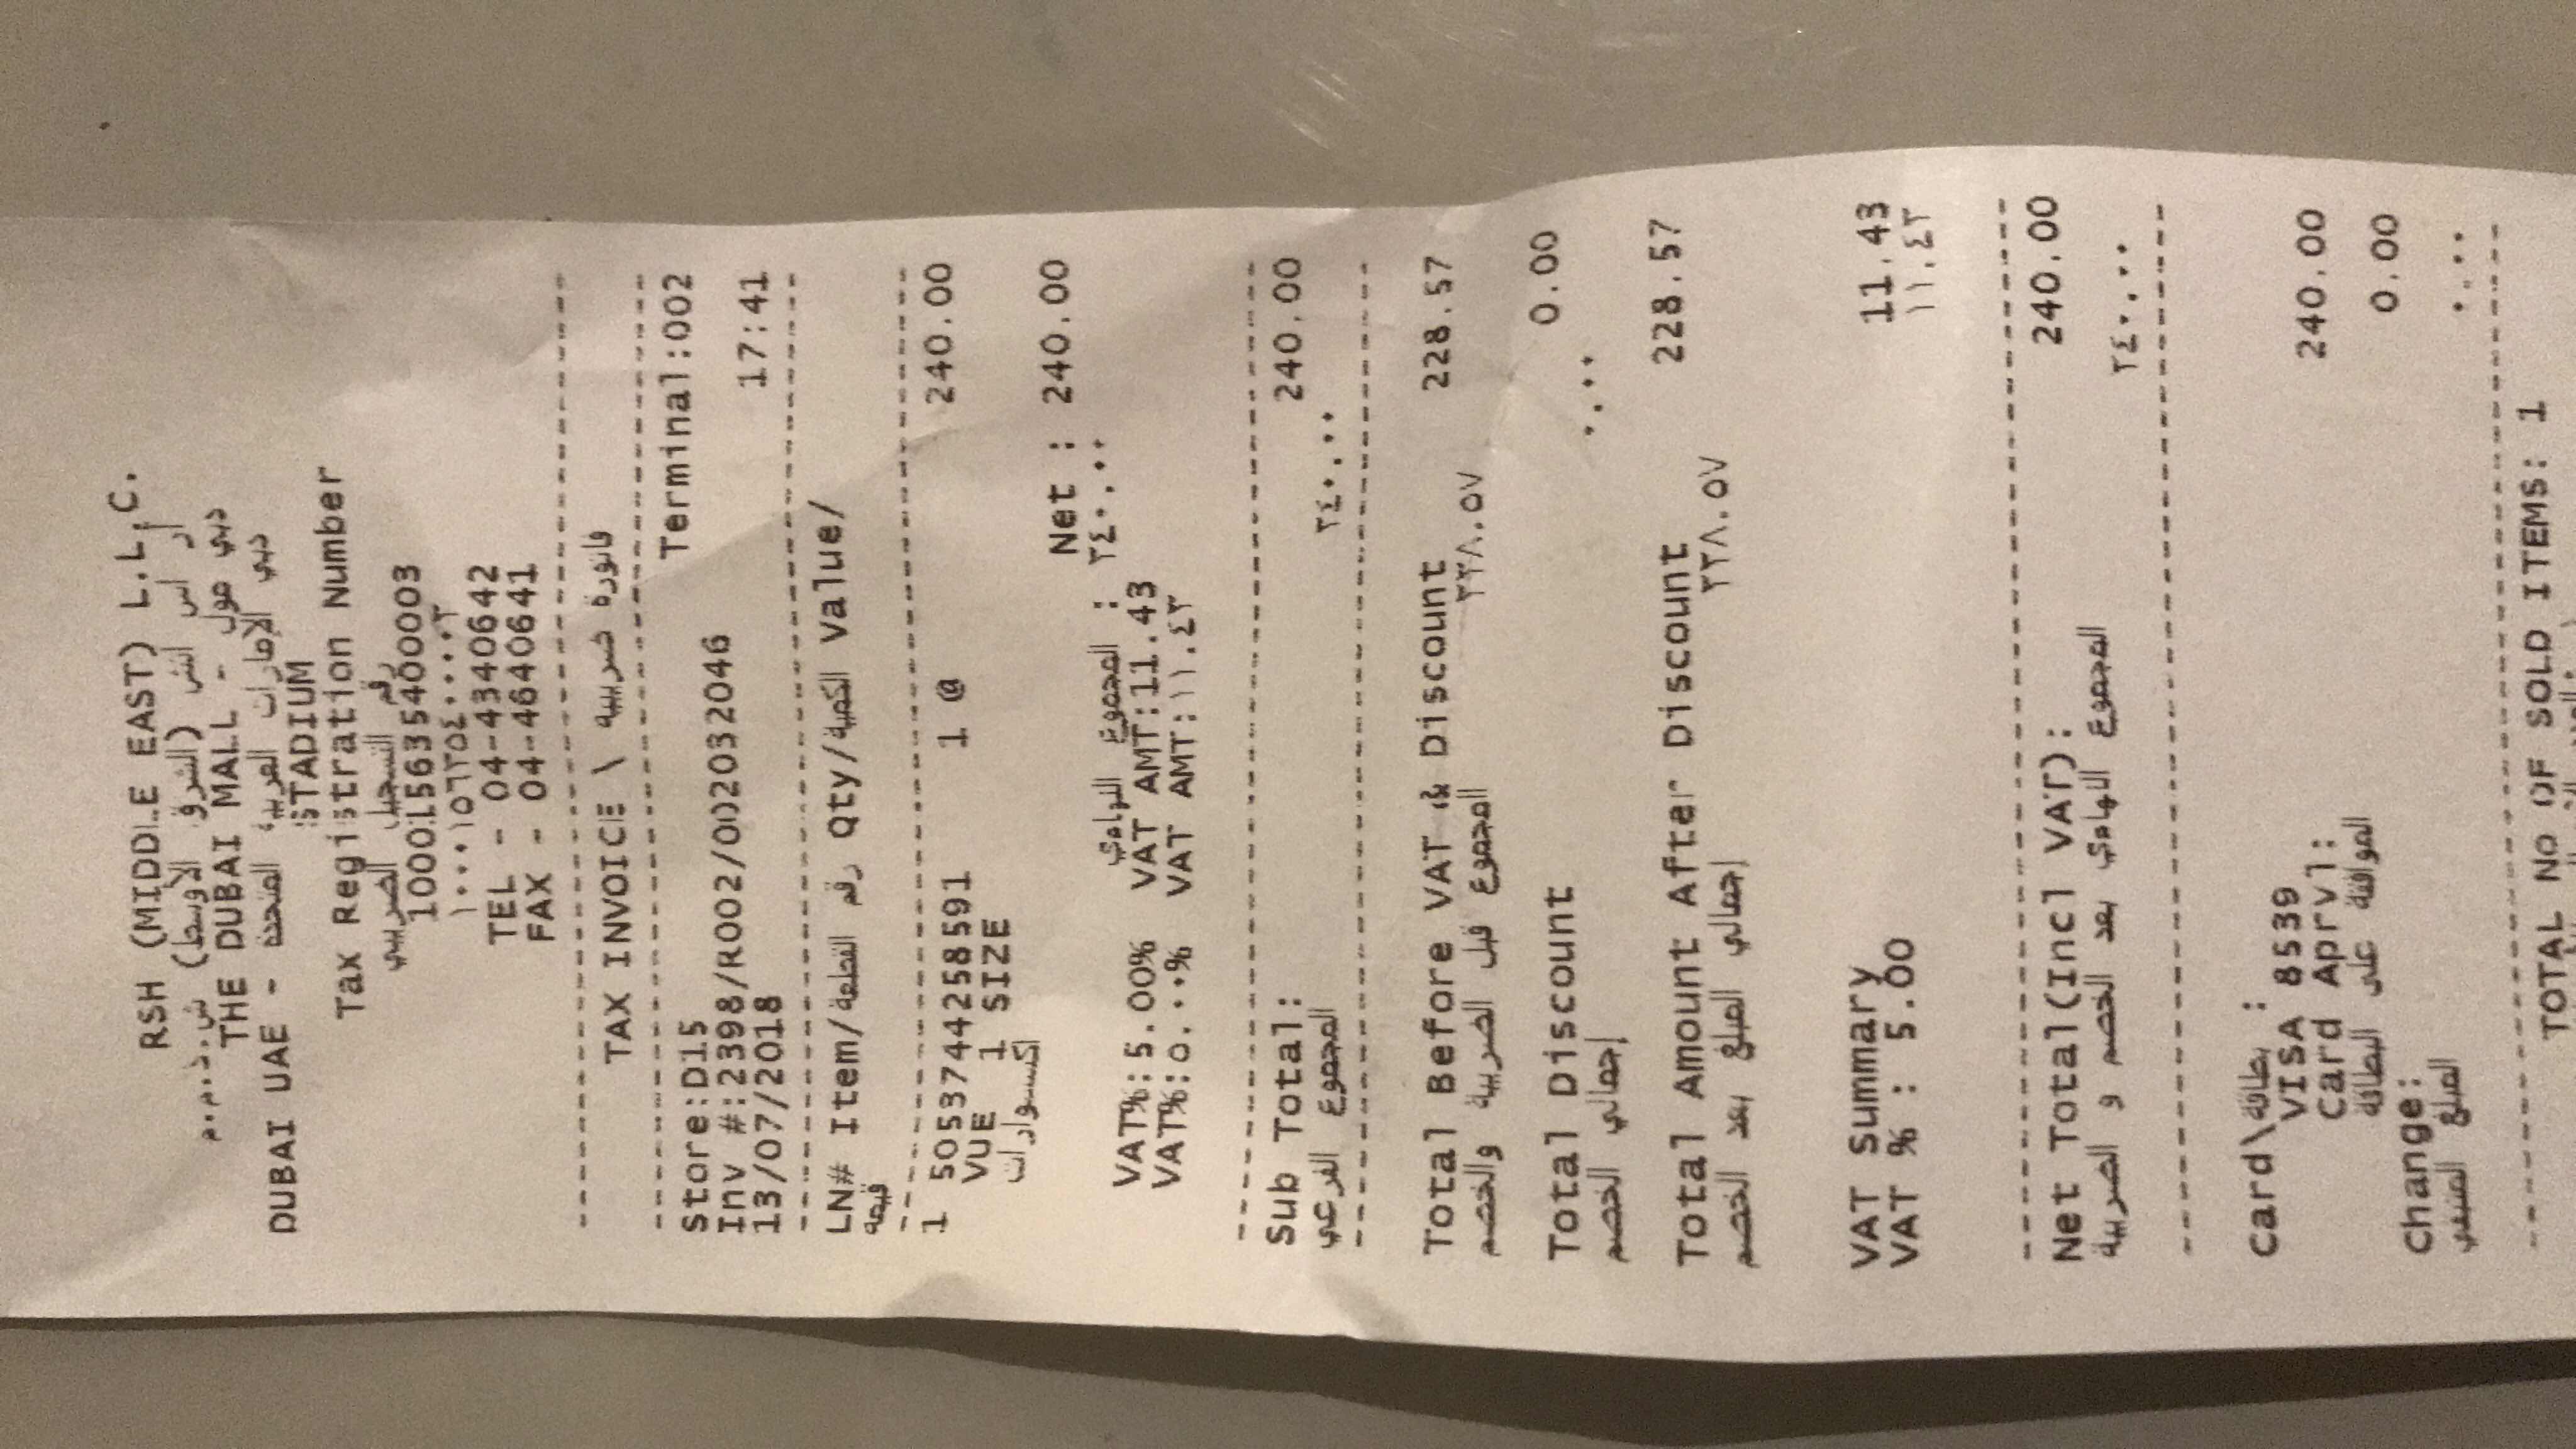 RSH (MIDDLE EAST) L.L.C.
ار اس اتش (الشرق الأوسط) ش.ذ.م.م
THE DUBAI MALL - دبي مول
DUBAI UAE - دبي الإمارات العربية المتحدة
STADIUM
Tax Registration Number
رقم التسجيل الضريبي
100015635400003
١٠٠٠١٥٦٣٥٤٠٠٠٠٣
TEL - 04-4340642
FAX - 04-4640641
TAX INVOICE \ فاتورة ضريبية
Store:D15 Terminal:002
Inv #:2398/R002/002032046
13/07/2018 17:41
LN# Item/رقم القطعة Qty/الكمية Value/
قيمه
1 5053744258591 1 @ 240.00
VUE 1 SIZE
اكسسوارات
Net : 240.00
المجموع النهاءي : ٢٤٠.٠٠
VAT%:5.00% VAT AMT:11.43
VAT%:٥.٠٠% VAT AMT:١١.٤٣
Sub Total: 240.00
المجموع الفرعي ٢٤٠.٠٠
Total Before VAT & Discount 228.57
المجموع قبل الضريبة والخصم ٢٢٨.٥٧
Total Discount 0.00
إجمالي الخصم ٠.٠٠
Total Amount After Discount 228.57
إجمالي المبلغ بعد الخصم ٢٢٨.٥٧
VAT Summary
VAT % : 5.00 11.43
١١.٤٣
Net Total(Incl VAT): 240.00
المجموع النهاءي بعد الخصم و الضريبة ٢٤٠.٠٠
Card\بطاقة :
VISA 8539
Card Aprvl: 240.00
الموافقة على البطاقة
Change: 0.00
المبلغ المتبقي ٠.٠٠
TOTAL No OF SOLD ITEMS: 1